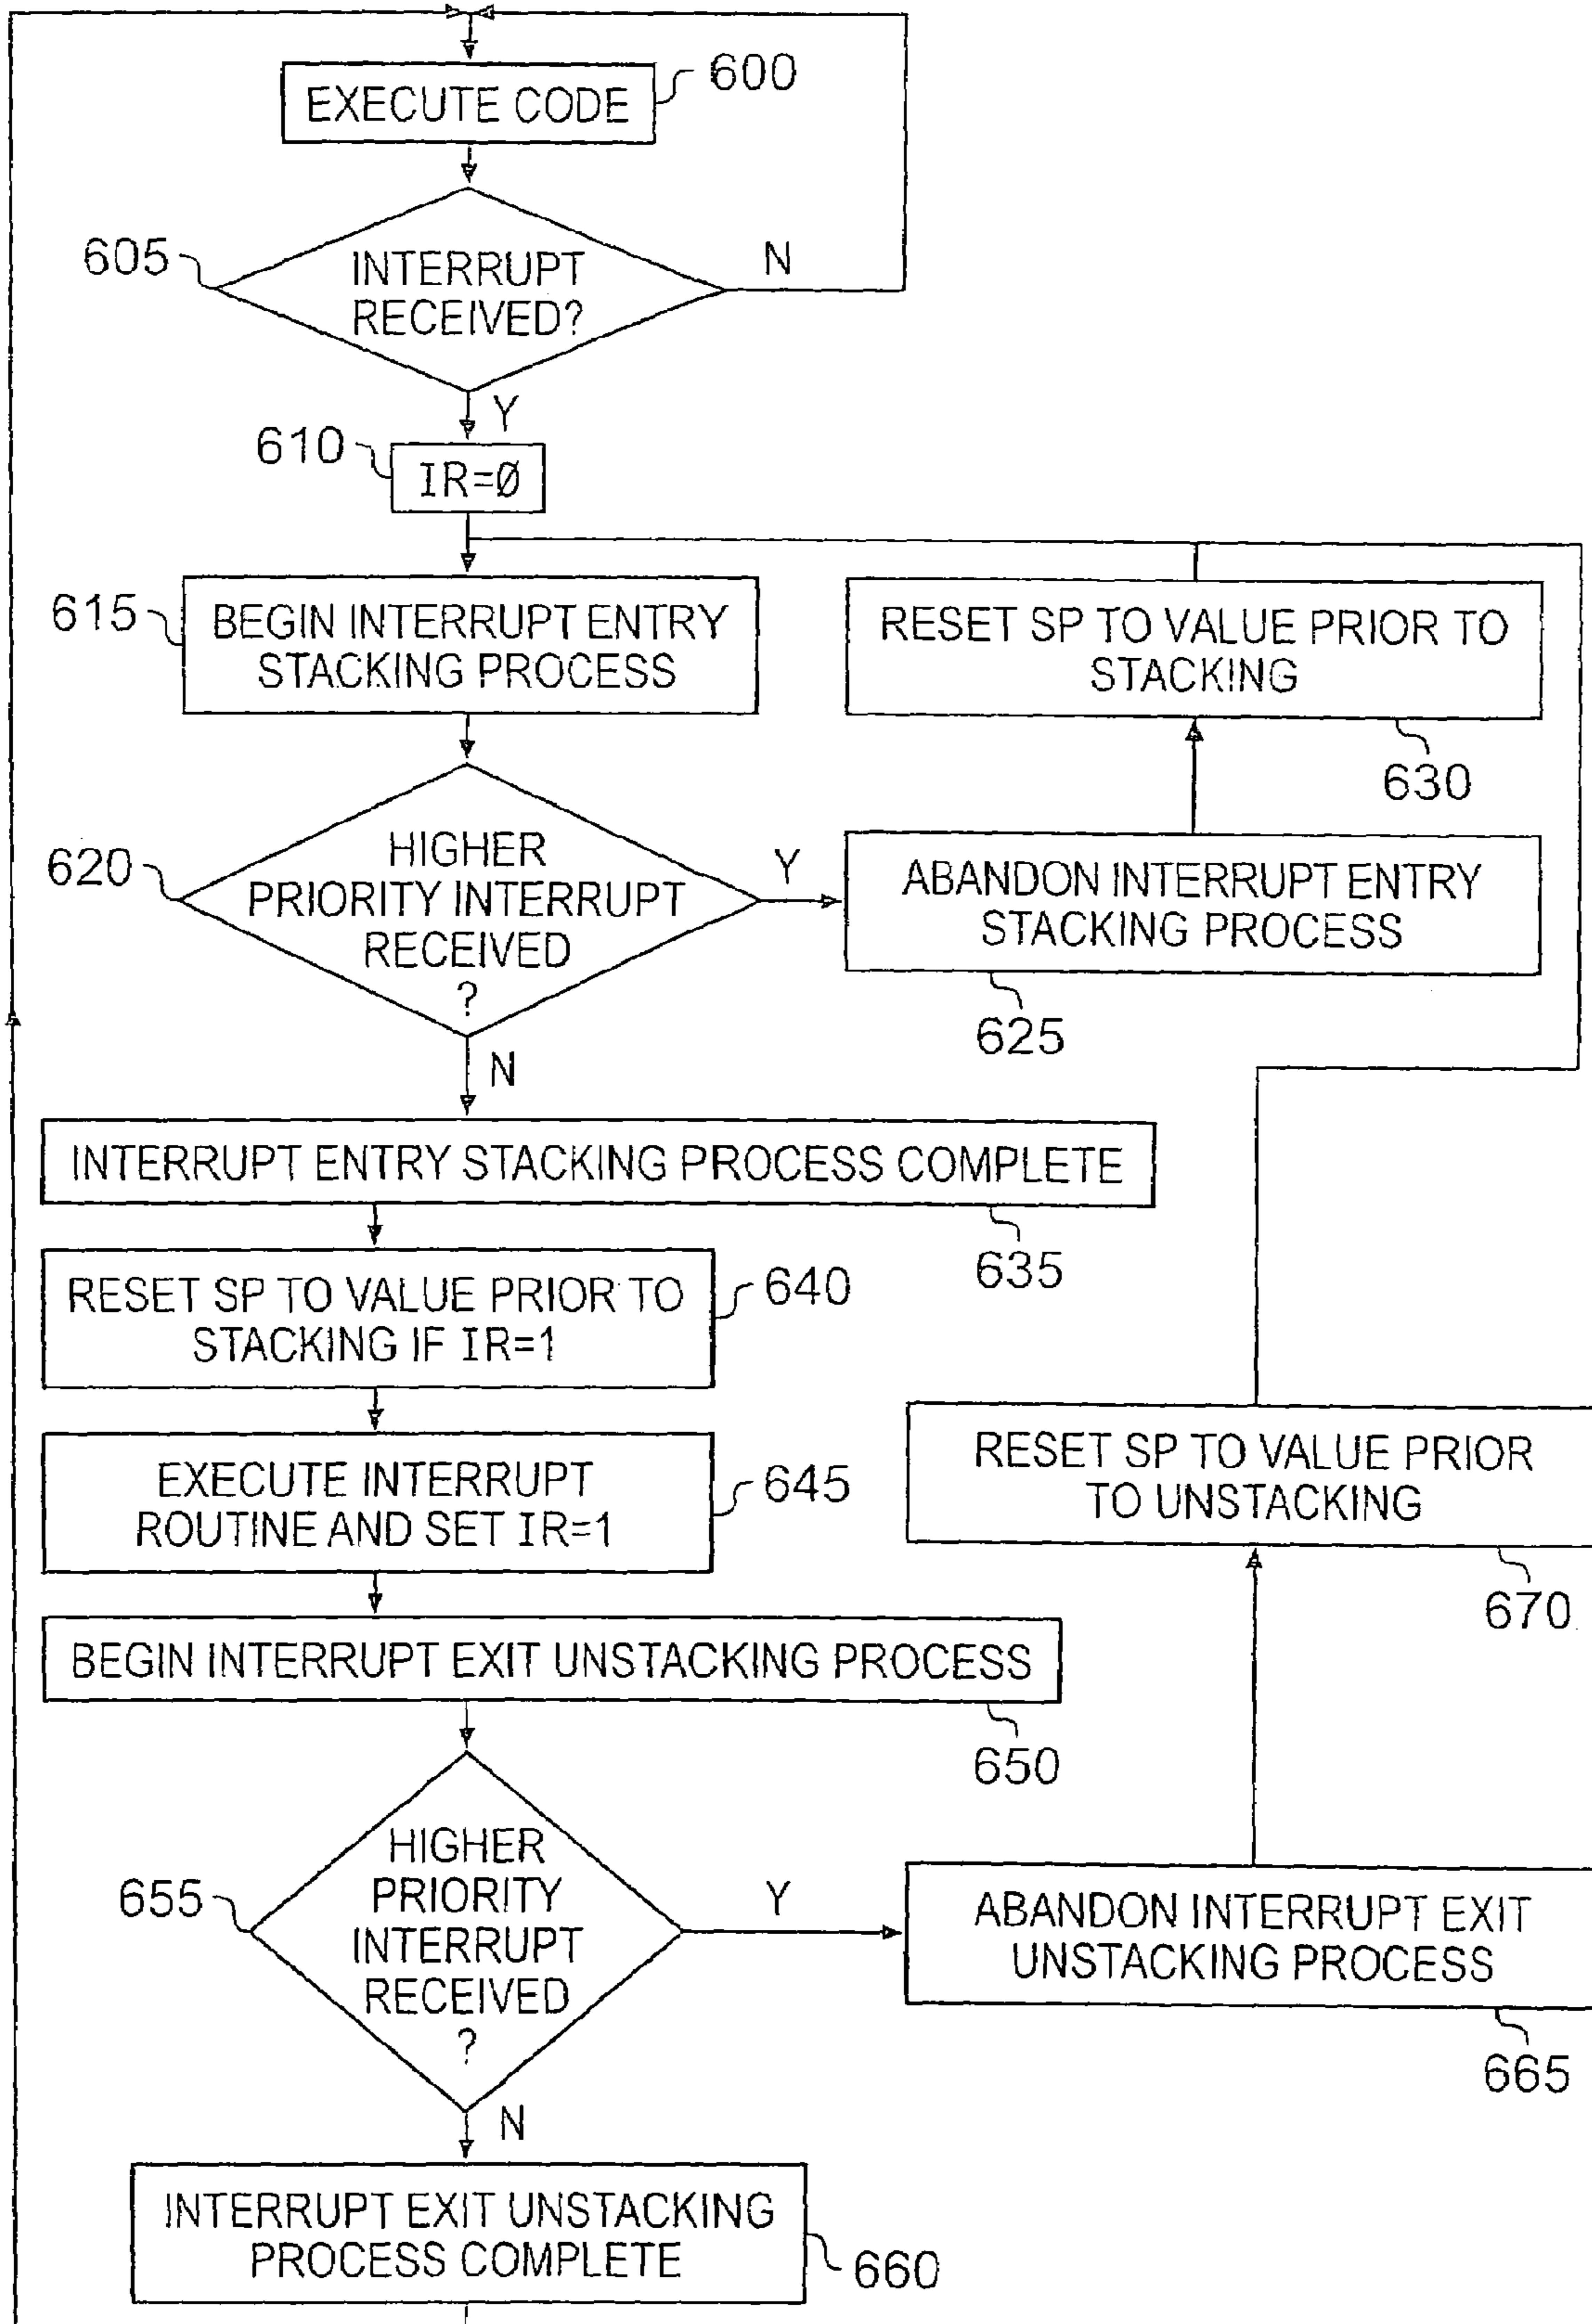 600
EXECUTE CODE
605
INTERRUPT
RECEIVED?
N
Y
610
IR=Ø
615
BEGIN INTERRUPT ENTRY
STACKING PROCESS
RESET SP TO VALUE PRIOR TO
STACKING
630
620
HIGHER
PRIORITY INTERRUPT
RECEIVED
?
Y
ABANDON INTERRUPT ENTRY
STACKING PROCESS
625
N
INTERRUPT ENTRY STACKING PROCESS COMPLETE
635
RESET SP TO VALUE PRIOR TO
STACKING IF IR=1
640
EXECUTE INTERRUPT
ROUTINE AND SET IR=1
645
RESET SP TO VALUE PRIOR
TO UNSTACKING
670
BEGIN INTERRUPT EXIT UNSTACKING PROCESS
650
655
HIGHER
PRIORITY
INTERRUPT
RECEIVED
?
Y
ABANDON INTERRUPT EXIT
UNSTACKING PROCESS
665
N
INTERRUPT EXIT UNSTACKING
PROCESS COMPLETE
660